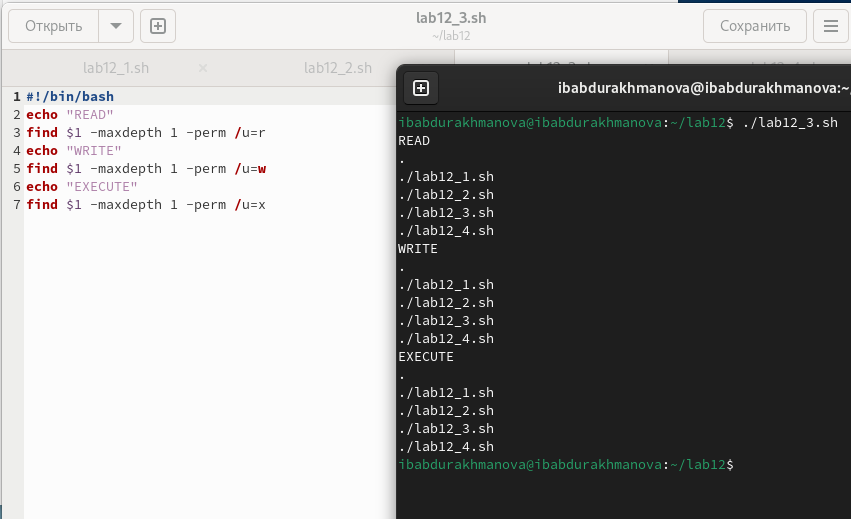 Открыть
lab12_3.sh
~/lab12
Сохранить
lab12_1.sh
lab12_2.sh
1 #!/bin/bash
2 echo "READ"
3 find $1 -maxdepth 1 -perm /u=r
4 echo "WRITE"
5 find $1 -maxdepth 1 -perm /u=w
6 echo "EXECUTE"
7 find $1 -maxdepth 1 -perm /u=x
ibabdurakhmanova@ibabdurakhmanova:~/
ibabdurakhmanova@ibabdurakhmanova:~/lab12$ ./lab12_3.sh
READ
.
./lab12_1.sh
./lab12_2.sh
./lab12_3.sh
./lab12_4.sh
WRITE
.
./lab12_1.sh
./lab12_2.sh
./lab12_3.sh
./lab12_4.sh
EXECUTE
.
./lab12_1.sh
./lab12_2.sh
./lab12_3.sh
./lab12_4.sh
ibabdurakhmanova@ibabdurakhmanova:~/lab12$